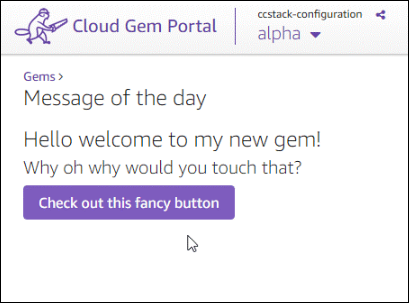 Cloud Gem Portal
ccstack-configuration
alpha
Gems >
Message of the day
Hello welcome to my new gem!
Why oh why would you touch that?
Check out this fancy button